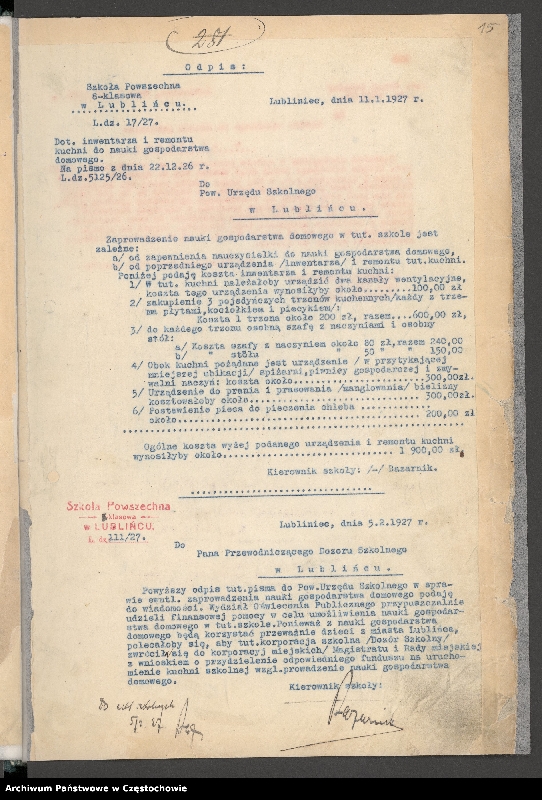 281
15
Odpis:
Szkoła Powszechna
6-klasowa
w Lublińcu.
Lubliniec, dnia 11.1.1927 r.
L.dz. 17/27.
Dot. inwentarza i remontu
kuchni do nauki gospodarstwa
domowego.
Na pismo z dnia 22.12.26 r.
L.dz.5125/26.
Do
Pow. Urzędu Szkolnego
w Lublińcu.
Zaprowadzenie nauki gospodarstwa domowego w tut. szkole jest
zależne:
a/ od zapewnienia nauczycielki do nauki gospodarstwa domowego,
b/ od poprzedniego urządzenia /inwentarza/ i remontu tut.kuchni.
Poniżej podaję koszta inwentarza i remontu kuchni:
1/ W tut. kuchni należałoby urządzić dwa kanały wentylacyjne,
koszta tego urządzenia wynosiłyby około.........100,00 zł
2/ zakupienie 3 pojedyńczych trzonów kuchennych/każdy z trze-
ma płytami,kociołkiem i piecykiem/:
Koszta 1 trzona około 200 zł, razem....600,00 zł,
3/ do każdego trzonu osobną szafę z naczyniami i osobny
stół:
a/ Koszta szafy z naczyniem około 80 zł,razem 240,00
b/ " stołu " 50 " " 150,00
4/ Obok kuchni pożądane jest urządzenie / w przytykającej
mniejszej ubikacji/ spiżarni,piwnicy gospodarczej i zmy-
walni naczyń: koszta około.......................300,00zł.
5/ Urządzenie do prania i prasowania /manglowania/ bielizny
kosztowałoby około.............................. 300,00zł.
6/ Postawienie pieca do pieczenia chleba .............
około........................................... 200,00 zł
Ogólne koszta wyżej podanego urządzenia i remontu kuchni
wynosiłyby około............................... 1 900,00 zł,
Kierownik szkoły: /-/ Bazarnik.
Szkoła Powszechna
6 klasowa
w LUBLIŃCU.
L. dz. 111/27.
Lubliniec, dnia 5.2.1927 r.
Do
Pana Przewodniczącego Dozoru Szkolnego
w Lublińcu.
Powyższy odpis tut.pisma do Pow.Urzędu Szkolnego w spra-
wie ewntl. zaprowadzenia nauki gospodarstwa domowego podaję
do wiadomości. Wydział Oświecenia Publicznego przypuszczalnie
udzieli finansowej pomocy w celu umożliwienia nauki gospodar-
stwa domowego w tut.szkole.Ponieważ z nauki gospodarstwa
domowego będą korzystać przeważnie dzieci z miasta Lublińca,
polecałoby się, aby tut.korporacja szkolna /Dozór Szkolny/
zwróciła się do korporacyj miejskich/ Magistratu i Rady miejskiej
z wnioskiem o przydzielenie odpowiedniego funduszu na urucho-
mienie kuchni szkolnej wzgl.prowadzenie nauki gospodarstwa
domowego.
Kierownik szkoły:
Bazarnik
Archiwum Państwowe w Częstochowie